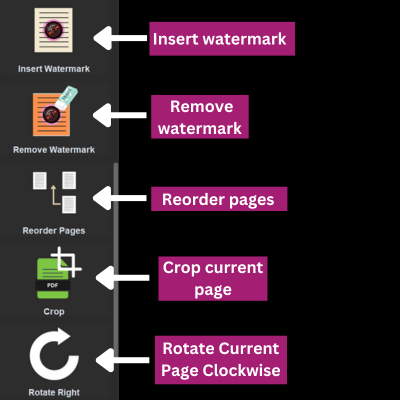 Insert Watermark
Insert watermark
Remove Watermark
Remove
watermark
Reorder Pages
Reorder pages
PDF
Crop
Crop current
page
Rotate Right
Rotate Current
Page Clockwise